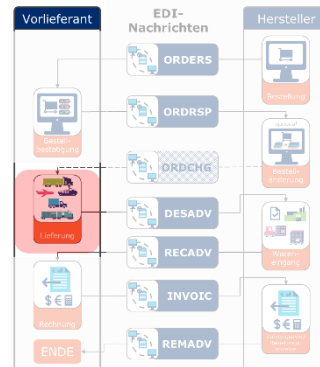 Vorlieferant
EDI-
Nachrichten
Hersteller
ORDERS
Bestellung
ORDRSP
Bestell-
bestätigung
optional
ORDCHG
Bestell-
änderung
Lieferung
DESADV
RECADV
Waren-
eingang
INVOIC
Rechnung
REMADV
ENDE